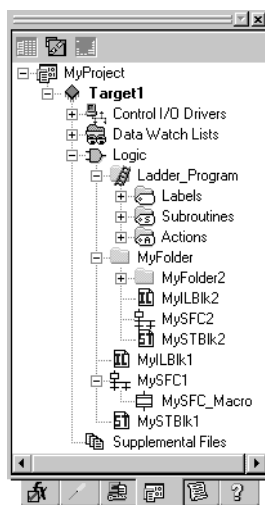 MyProject
Target1
Control I/O Drivers
Data Watch Lists
Logic
Ladder_Program
Labels
Subroutines
Actions
MyFolder
MyFolder2
MyILBlk2
MySFC2
MySTBlk2
MyILBlk1
MySFC1
MySFC_Macro
MySTBlk1
Supplemental Files